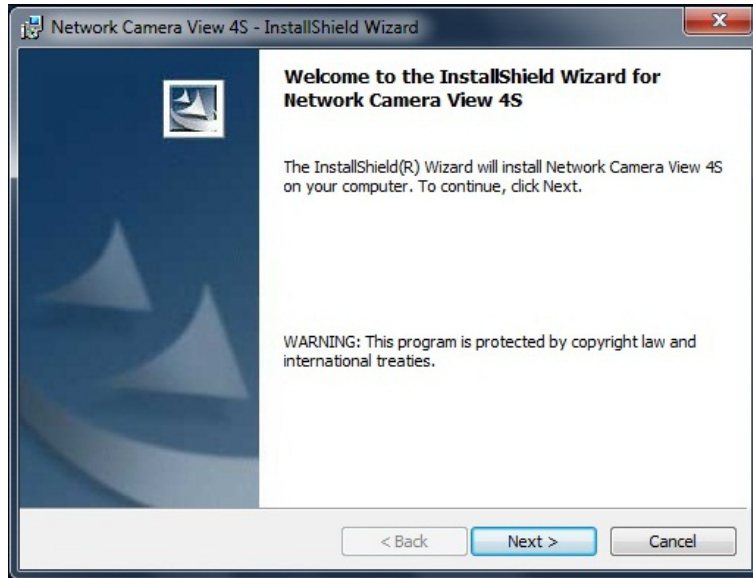 Network Camera View 4S - InstallShield Wizard
Welcome to the InstallShield Wizard for
Network Camera View 4S
The InstallShield(R) Wizard will install Network Camera View 4S
on your computer. To continue, click Next.
WARNING: This program is protected by copyright law and
international treaties.
< Back
Next >
Cancel